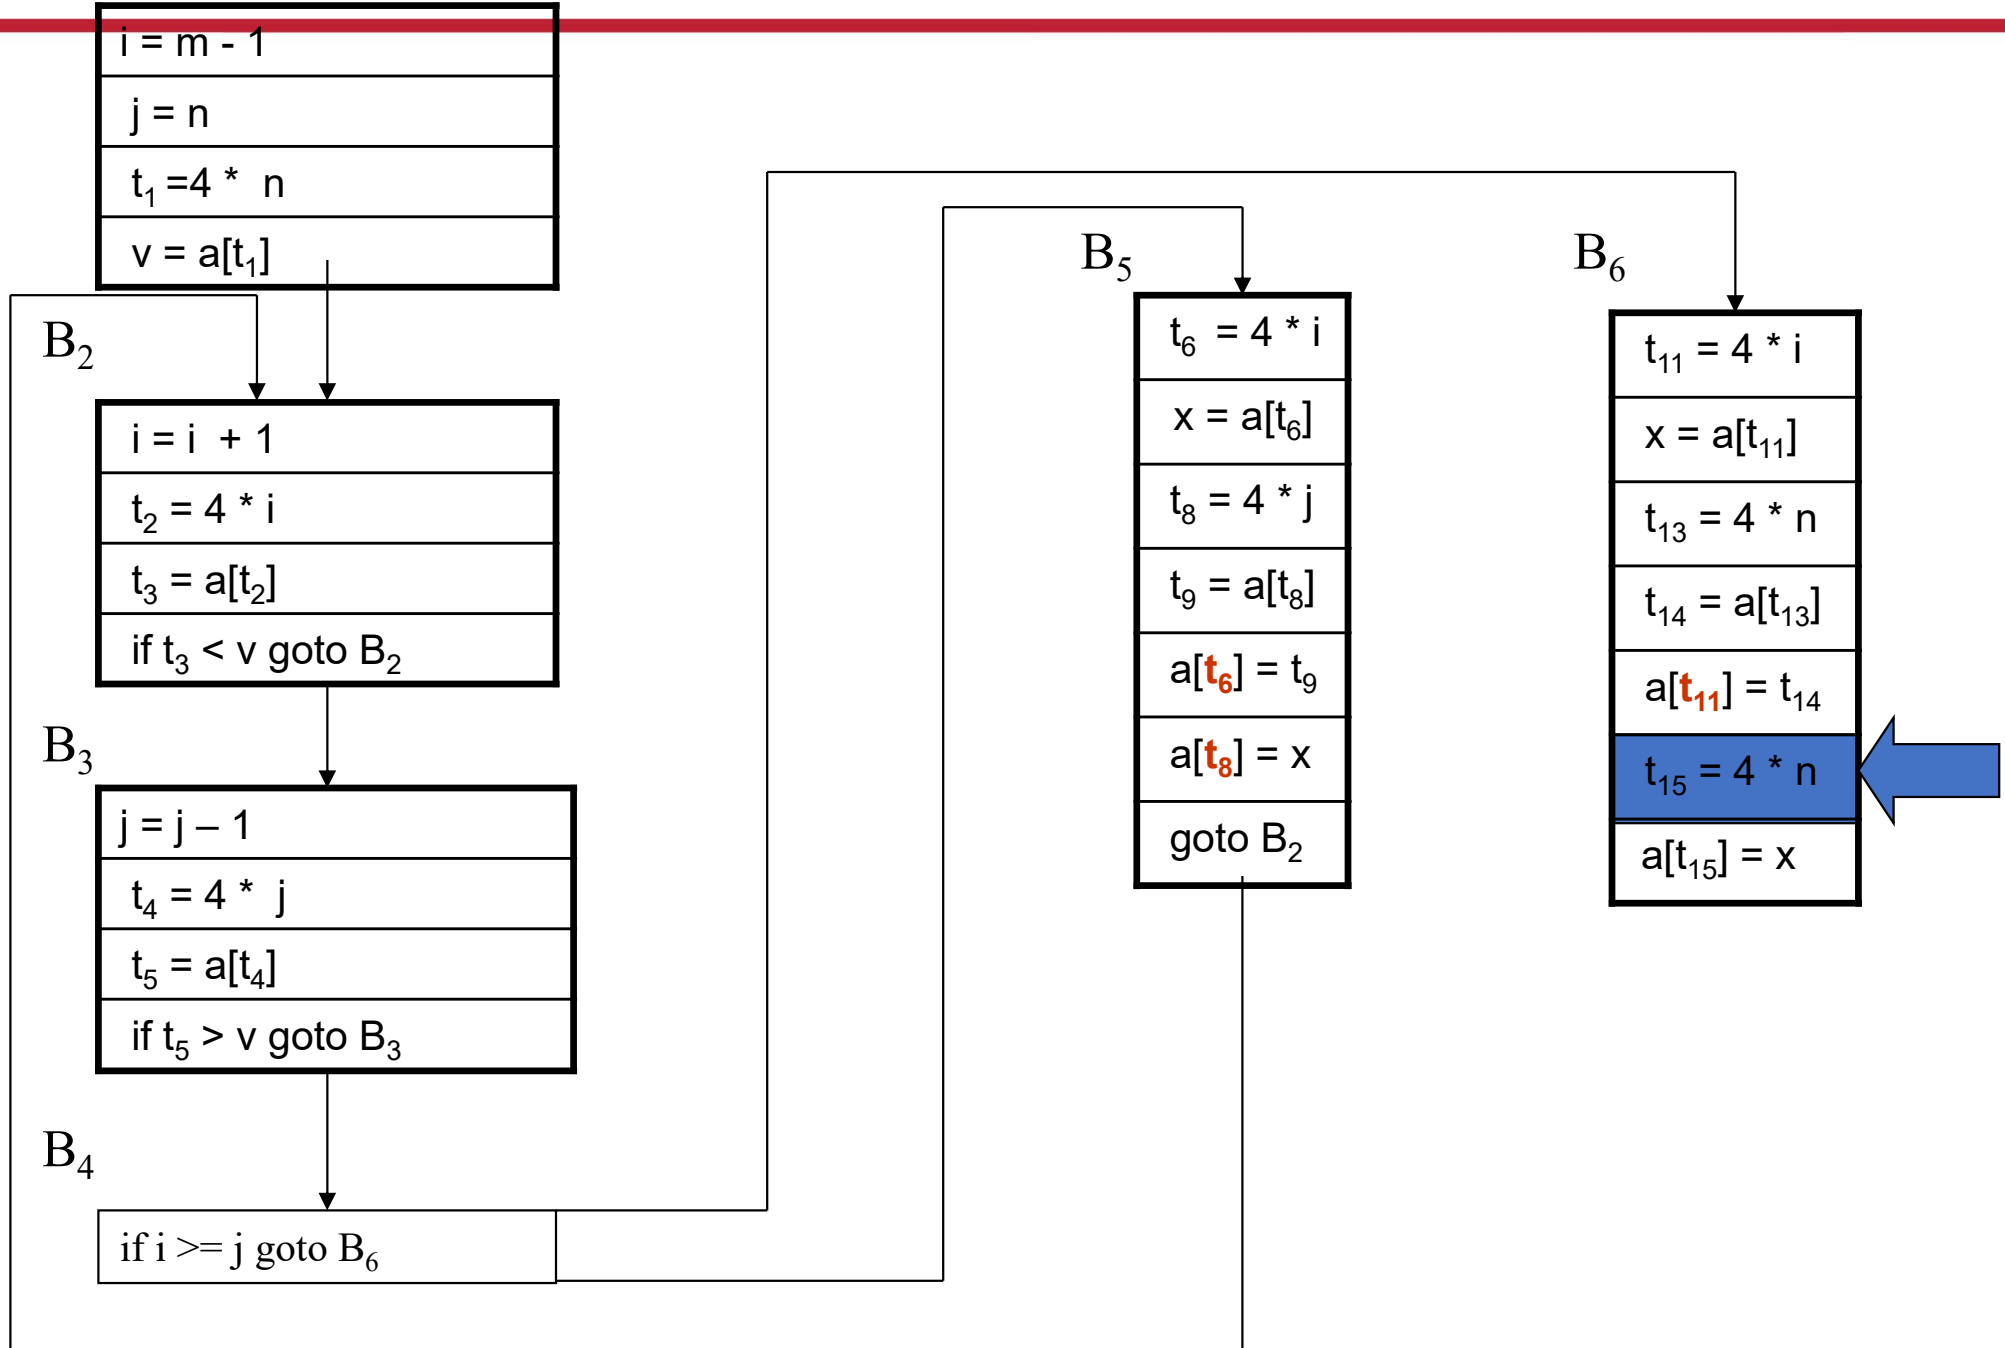 i = m - 1
j = n
t₁ =4 * n
v = a[t₁]
B₂
i = i + 1
t₂ = 4 * i
t₃ = a[t₂]
if t₃ < v goto B₂
B₃
j = j – 1
t₄ = 4 * j
t₅ = a[t₄]
if t₅ > v goto B₃
B₄
if i >= j goto B₆
B₅
t₆ = 4 * i
x = a[t₆]
t₈ = 4 * j
t₉ = a[t₈]
a[t₆] = t₉
a[t₈] = x
goto B₂
B₆
t₁₁ = 4 * i
x = a[t₁₁]
t₁₃ = 4 * n
t₁₄ = a[t₁₃]
a[t₁₁] = t₁₄
t₁₅ = 4 * n
a[t₁₅] = x